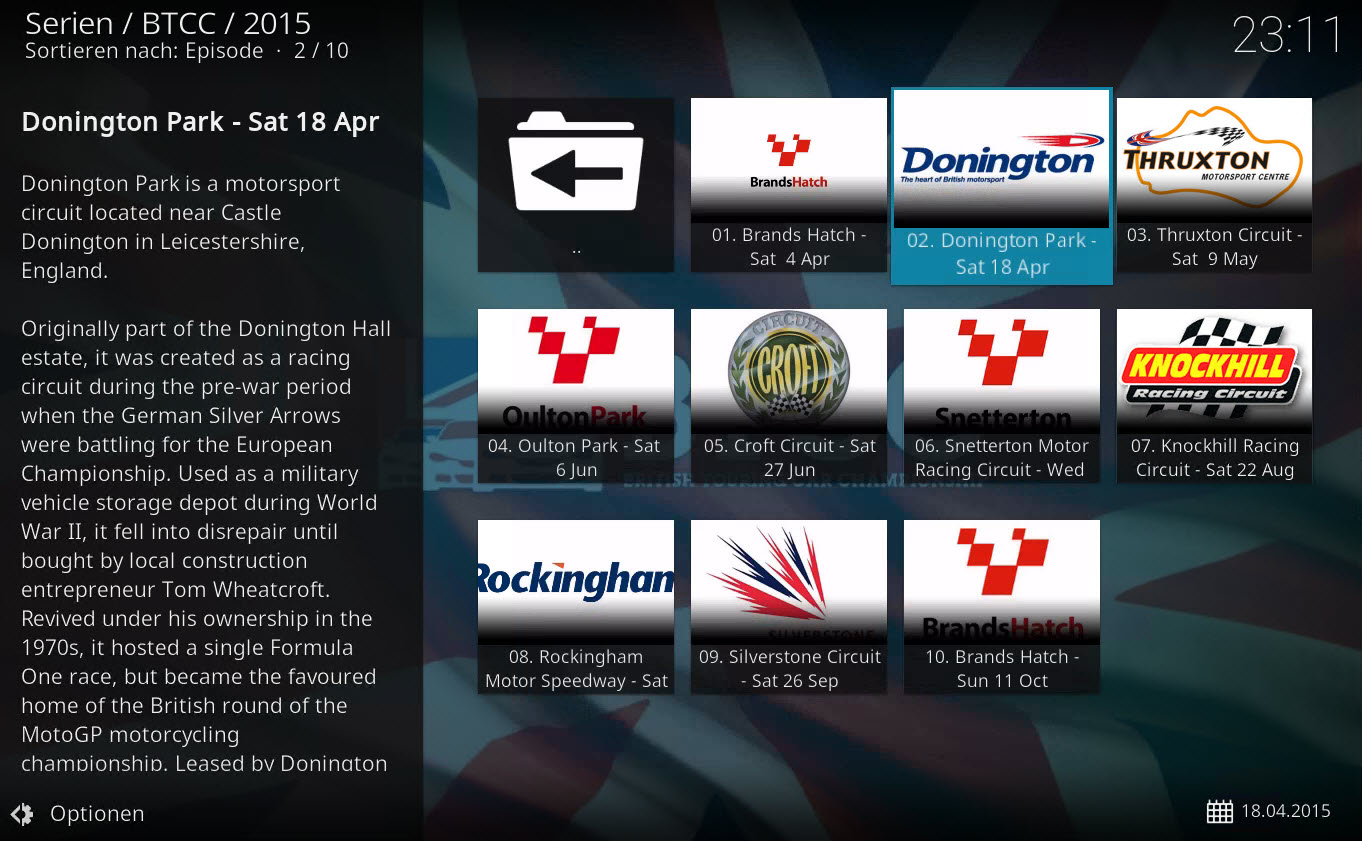 Serien / BTCC / 2015
Sortieren nach: Episode · 2 / 10
23:11
Donington Park - Sat 18 Apr
Donington Park is a motorsport
circuit located near Castle
Donington in Leicestershire,
England.
Originally part of the Donington Hall
estate, it was created as a racing
circuit during the pre-war period
when the German Silver Arrows
were battling for the European
Championship. Used as a military
vehicle storage depot during World
War II, it fell into disrepair until
bought by local construction
entrepreneur Tom Wheatcroft.
Revived under his ownership in the
1970s, it hosted a single Formula
One race, but became the favoured
home of the British round of the
MotoGP motorcycling
championship. Leased by Donington
Optionen
..
BrandsHatch
01. Brands Hatch -
Sat 4 Apr
Donington
The heart of British motorsport
02. Donington Park -
Sat 18 Apr
THRUXTON
MOTORSPORT CENTRE
03. Thruxton Circuit -
Sat 9 May
OultonPark
04. Oulton Park - Sat
6 Jun
CIRCUIT
CROFT
05. Croft Circuit - Sat
27 Jun
Snetterton
06. Snetterton Motor
Racing Circuit - Wed
KNOCKHILL
Racing Circuit
07. Knockhill Racing
Circuit - Sat 22 Aug
BRITISH TOURING CAR CHAMPIONSHIP
Rockingham
08. Rockingham
Motor Speedway - Sat
SILVERSTONE
09. Silverstone Circuit
- Sat 26 Sep
BrandsHatch
10. Brands Hatch -
Sun 11 Oct
18.04.2015